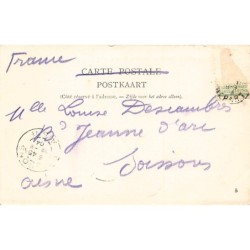 France
CARTE POSTALE
POSTKAART
(Côté réservé à l'adresse. — Zijde voor het adres alleen.)
Mlle Louise Descambres
Bd Jeanne d'arc
Soissons
Aisne